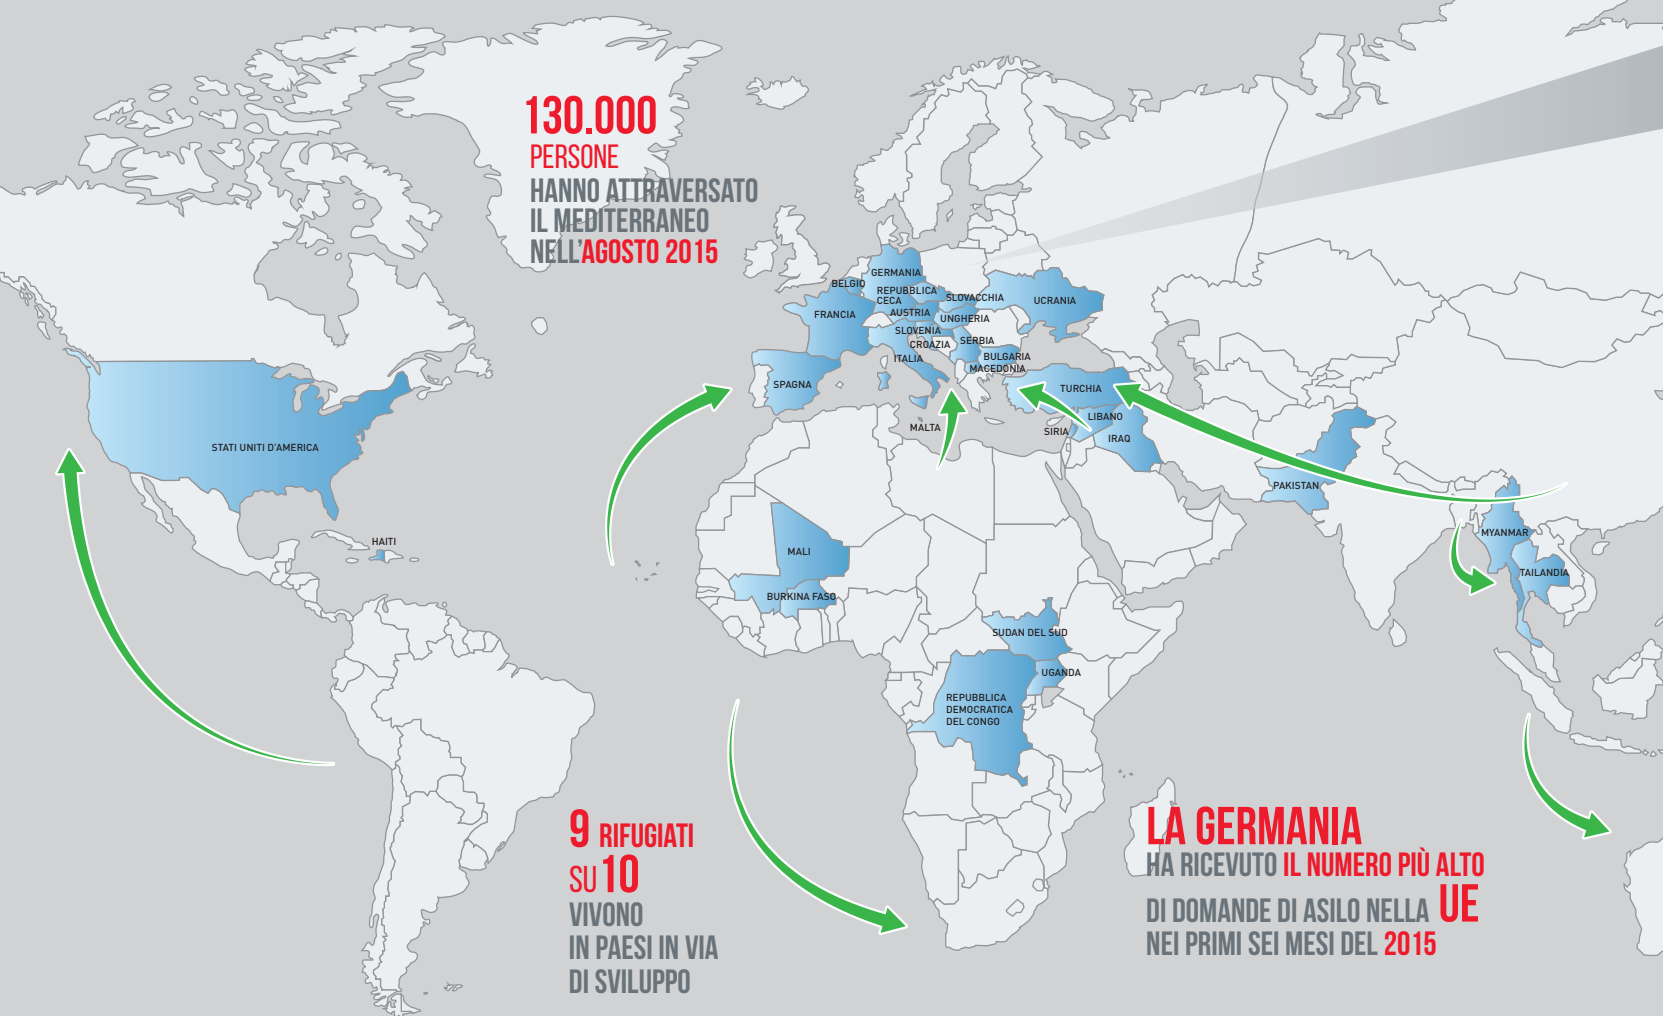 130.000
PERSONE
HANNO ATTRAVERSATO
IL MEDITERRANEO
NELL'AGOSTO 2015
GERMANIA
BELGIO
REPUBBLICA
CECA
SLOVACCHIA
UCRANIA
FRANCIA
AUSTRIA
UNGHERIA
SLOVENIA
CROAZIA
SERBIA
ITALIA
BULGARIA
MACEDONIA
SPAGNA
TURCHIA
MALTA
LIBANO
SIRIA
IRAQ
STATI UNITI D'AMERICA
PAKISTAN
HAITI
MYANMAR
MALI
TAILANDIA
BURKINA FASO
SUDAN DEL SUD
UGANDA
REPUBBLICA
DEMOCRATICA
DEL CONGO
9 RIFUGIATI
SU 10
VIVONO
IN PAESI IN VIA
DI SVILUPPO
LA GERMANIA
HA RICEVUTO IL NUMERO PIÙ ALTO
DI DOMANDE DI ASILO NELLA UE
NEI PRIMI SEI MESI DEL 2015